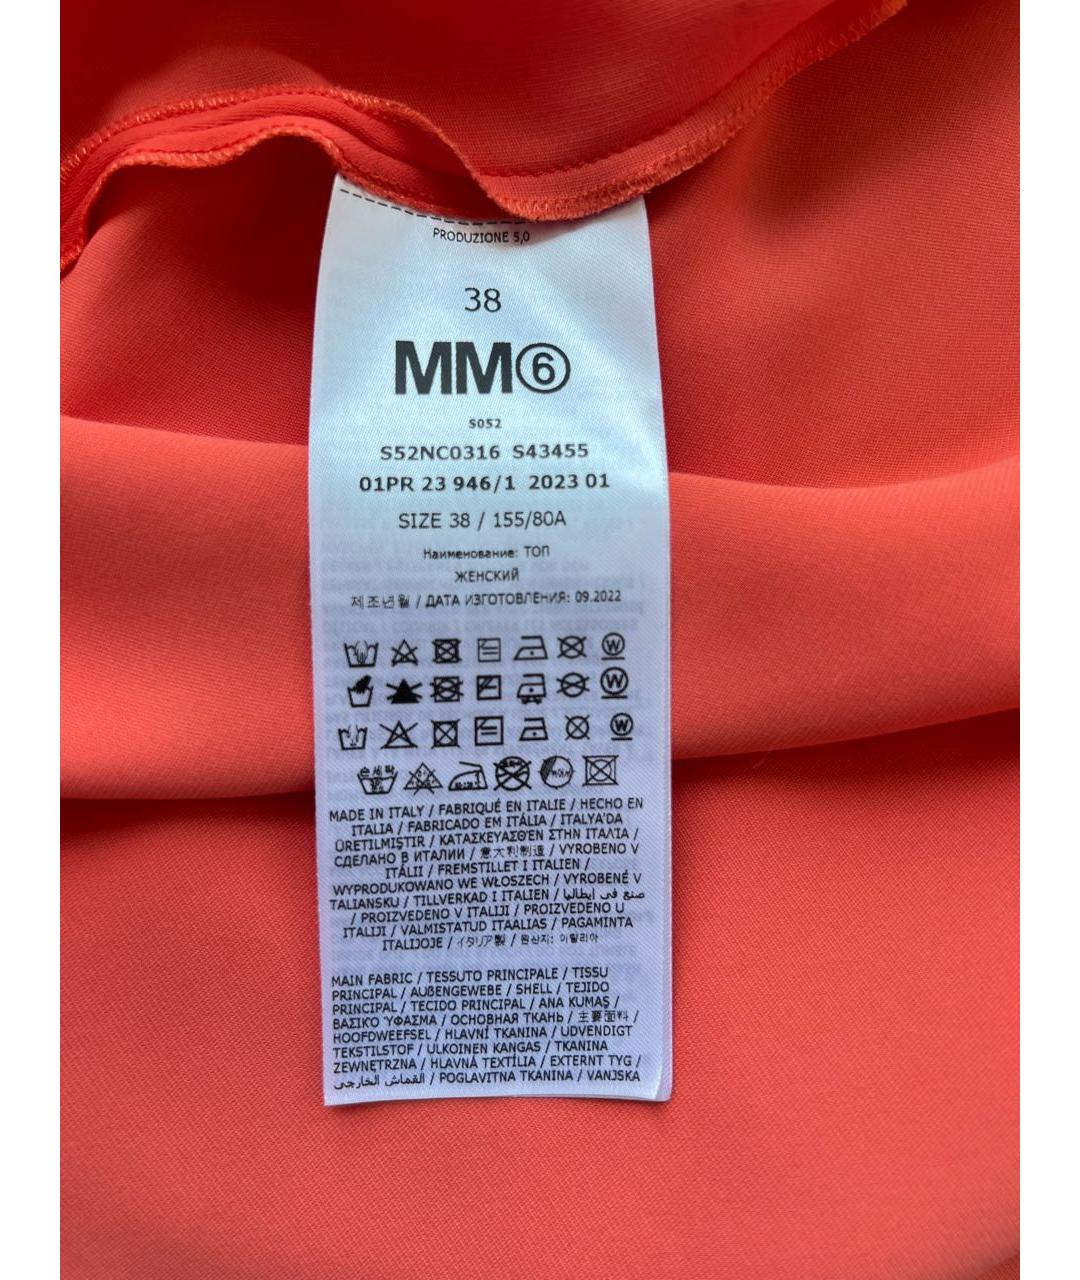 PRODUZIONE 5,0
38
MM⑥
S052
S52NC0316 S43455
01PR 23 946/1 2023 01
SIZE 38 / 155/80A
Наименование: ТОП
ЖЕНСКИЙ
제조년월 / ДАТА ИЗГОТОВЛЕНИЯ: 09.2022
W
W
W
손세탁
MADE IN ITALY / FABRIQUÉ EN ITALIE / HECHO EN
ITALIA / FABRICADO EM ITÁLIA / ITALYA'DA
ÜRETILMIŞTIR / ΚΑΤΑΣΚΕΥΑΣΘΕΝ ΣΤΗΝ ΙΤΑΛΙΑ /
СДЕЛАНО В ИТАЛИИ / 意大利制造 / VYROBENO V
ITÁLII / FREMSTILLET I ITALIEN /
WYPRODUKOWANO WE WŁOSZECH / VYROBENÉ V
TALIANSKU / TILLVERKAD I ITALIEN / صنع في إيطاليا
/ PROIZVEDENO V ITALIJI / PROIZVEDENO U
ITALIJI / VALMISTATUD ITAALIAS / PAGAMINTA
ITALIJOJE / イタリア製 / 원산지: 이탈리아
MAIN FABRIC / TESSUTO PRINCIPALE / TISSU
PRINCIPAL / AUßENGEWEBE / SHELL / TEJIDO
PRINCIPAL / TECIDO PRINCIPAL / ANA KUMAŞ /
ΒΑΣΙΚΌ ΎΦΑΣΜΑ / ОСНОВНАЯ ТКАНЬ / 主要面料 /
HOOFDWEEFSEL / HLAVNÍ TKANINA / UDVENDIGT
TEKSTILSTOF / ULKOINEN KANGAS / TKANINA
ZEWNĘTRZNA / HLAVNÁ TEXTÍLIA / EXTERNT TYG /
القماش الخارجي / POGLAVITNA TKANINA / VANJSKA